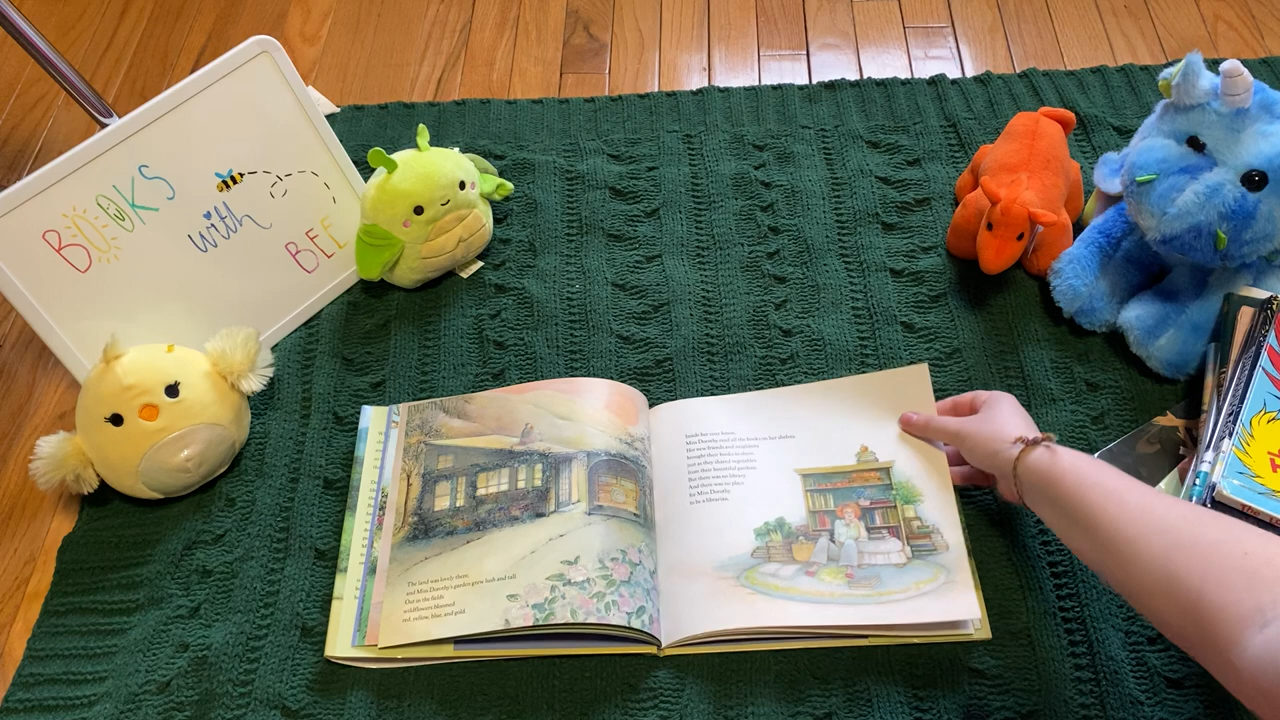 BOOKS
with
BEE
The land was lovely there,
and Miss Dorothy's garden grew lush and tall.
Out in the fields
wildflowers bloomed
red, yellow, blue, and gold.
Inside her cozy house,
Miss Dorothy read all the books on her shelves.
Her new friends and neighbors
brought their books to share,
just as they shared vegetables
from their bountiful gardens.
But there was no library.
And there was no place
for Miss Dorothy
to be a librarian.